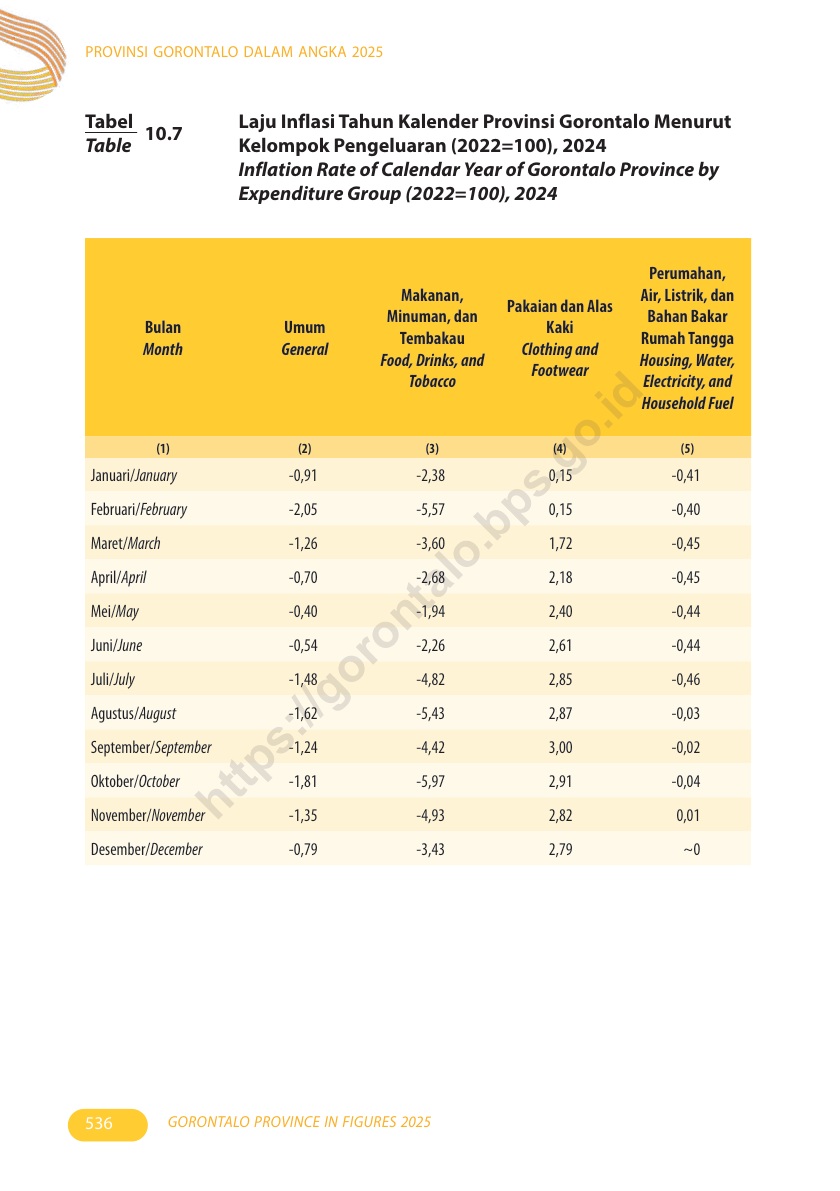 PROVINSI GORONTALO DALAM ANGKA 2025
Tabel
Table
10.7
Laju Inflasi Tahun Kalender Provinsi Gorontalo Menurut
Kelompok Pengeluaran (2022=100), 2024
Inflation Rate of Calendar Year of Gorontalo Province by
Expenditure Group (2022=100), 2024
Bulan
Month
Umum
General
Makanan,
Minuman, dan
Tembakau
Food, Drinks, and
Tobacco
Pakaian dan Alas
Kaki
Clothing and
Footwear
Perumahan,
Air, Listrik, dan
Bahan Bakar
Rumah Tangga
Housing, Water,
Electricity, and
Household Fuel
(1) (2) (3) (4) (5)
Januari/January -0,91 -2,38 0,15 -0,41
Februari/February -2,05 -5,57 0,15 -0,40
Maret/March -1,26 -3,60 1,72 -0,45
April/April -0,70 -2,68 2,18 -0,45
Mei/May -0,40 -1,94 2,40 -0,44
Juni/June -0,54 -2,26 2,61 -0,44
Juli/July -1,48 -4,82 2,85 -0,46
Agustus/August -1,62 -5,43 2,87 -0,03
September/September -1,24 -4,42 3,00 -0,02
Oktober/October -1,81 -5,97 2,91 -0,04
November/November -1,35 -4,93 2,82 0,01
Desember/December -0,79 -3,43 2,79 ~0
https://gorontalo.bps.go.id
536
GORONTALO PROVINCE IN FIGURES 2025